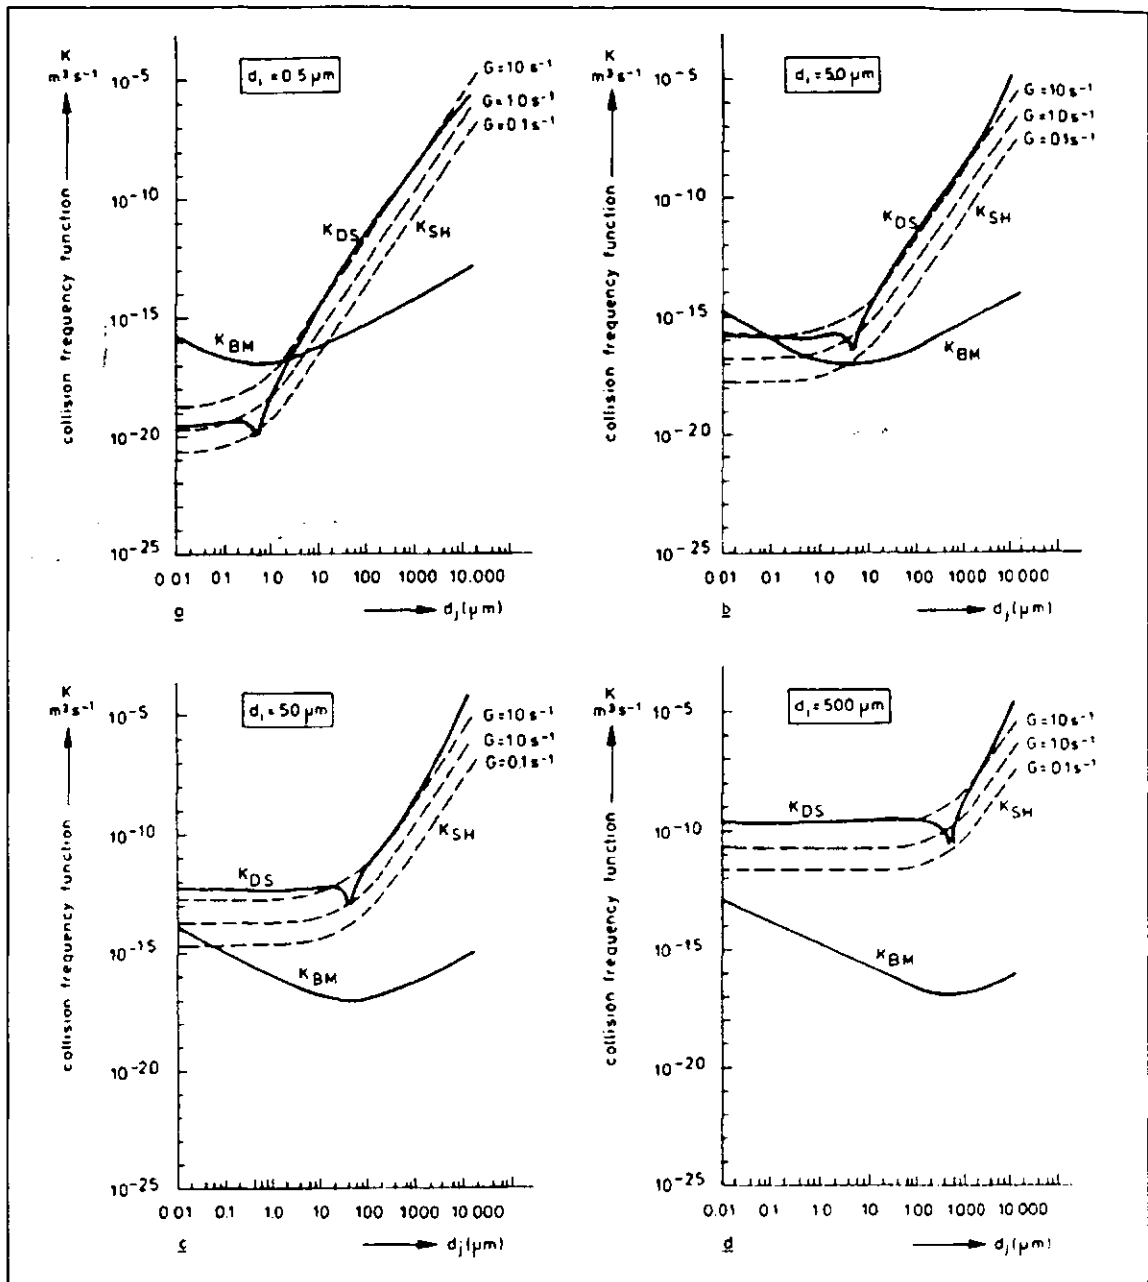 K
m³s⁻¹
collision frequency function
dᵢ = 0.5 µm
10⁻⁵
10⁻¹⁰
10⁻¹⁵
10⁻²⁰
10⁻²⁵
G=10 s⁻¹
G=1.0 s⁻¹
G=0.1 s⁻¹
K_DS
K_SH
K_BM
0.01 0.1 1.0 10 100 1000 10.000
a
dⱼ(µm)
K
m³s⁻¹
collision frequency function
dᵢ = 5.0 µm
10⁻⁵
10⁻¹⁰
10⁻¹⁵
10⁻²⁰
10⁻²⁵
G=10 s⁻¹
G=1.0 s⁻¹
G=0.1 s⁻¹
K_DS
K_SH
K_BM
0.01 0.1 1.0 10 100 1000 10 000
b
dⱼ(µm)
K
m³s⁻¹
collision frequency function
dᵢ = 50 µm
10⁻⁵
10⁻¹⁰
10⁻¹⁵
10⁻²⁰
10⁻²⁵
G=10 s⁻¹
G=1.0 s⁻¹
G=0.1 s⁻¹
K_DS
K_SH
K_BM
0.01 0.1 1.0 10 100 1000 10.000
c
dⱼ(µm)
K
m³s⁻¹
collision frequency function
dᵢ = 500 µm
10⁻⁵
10⁻¹⁰
10⁻¹⁵
10⁻²⁰
10⁻²⁵
G=10 s⁻¹
G=1.0 s⁻¹
G=0.1 s⁻¹
K_DS
K_SH
K_BM
0.01 0.1 1.0 10 100 1000 10.000
d
dⱼ(µm)